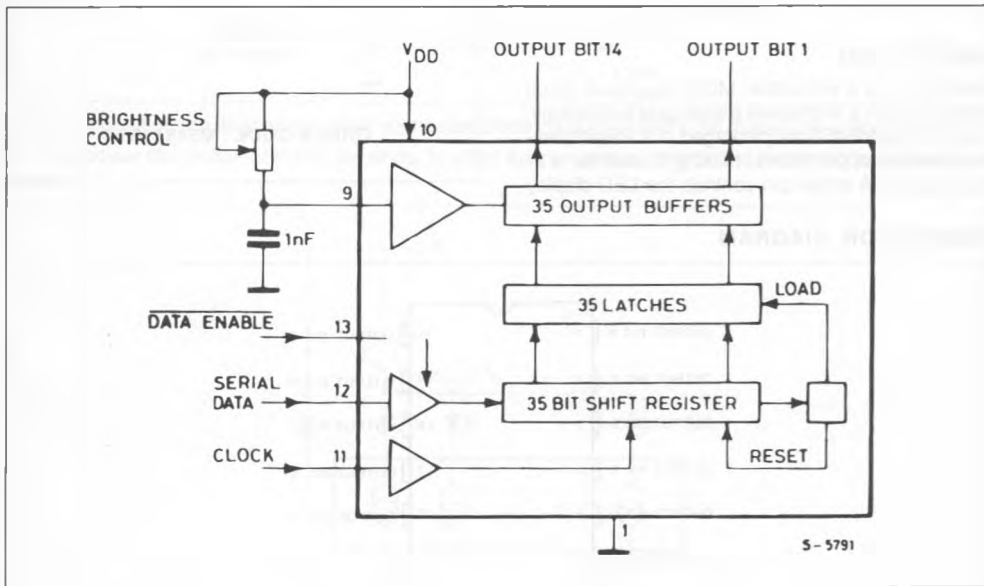 VDD
OUTPUT BIT 14
OUTPUT BIT 1
BRIGHTNESS
CONTROL
10
9
35 OUTPUT BUFFERS
1nF
LOAD
35 LATCHES
DATA ENABLE
13
SERIAL
DATA
12
35 BIT SHIFT REGISTER
CLOCK
11
RESET
1
S-5791